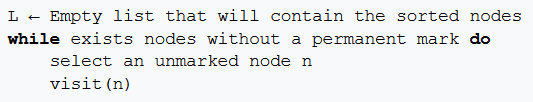 L ← Empty list that will contain the sorted nodes
while exists nodes without a permanent mark do
    select an unmarked node n
    visit(n)